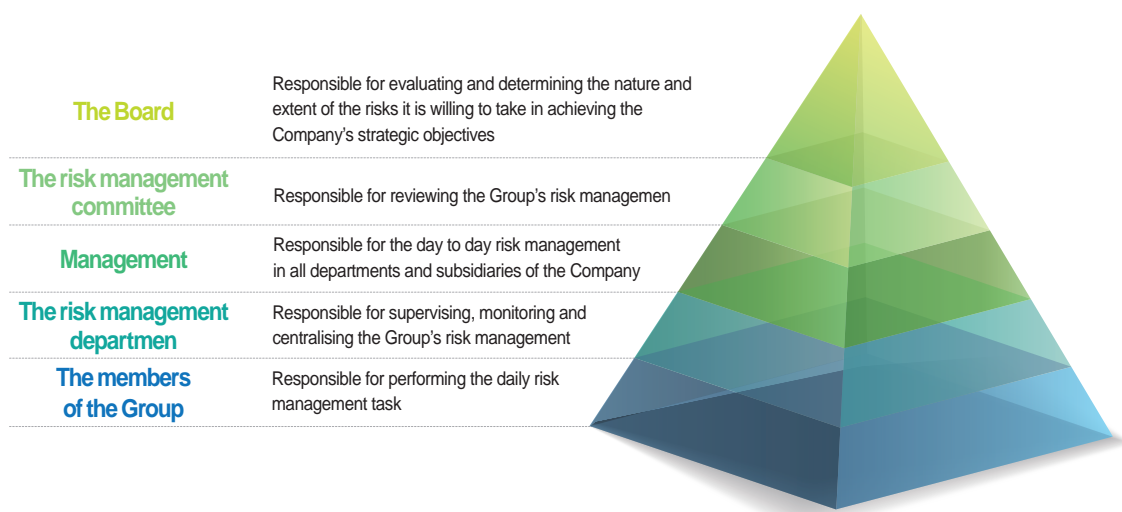 The Board
Responsible for evaluating and determining the nature and
extent of the risks it is willing to take in achieving the
Company's strategic objectives
The risk management
committee
Responsible for reviewing the Group's risk managemen
Management
Responsible for the day to day risk management
in all departments and subsidiaries of the Company
The risk management
departmen
Responsible for supervising, monitoring and
centralising the Group's risk management
The members
of the Group
Responsible for performing the daily risk
management task